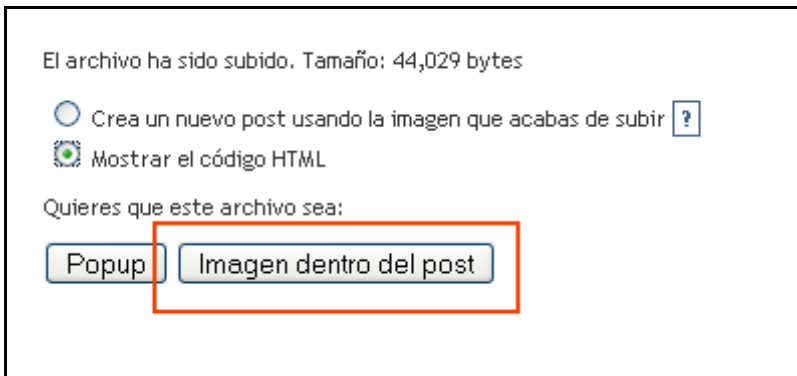 El archivo ha sido subido. Tamaño: 44,029 bytes
Crea un nuevo post usando la imagen que acabas de subir ?
Mostrar el código HTML
Quieres que este archivo sea:
Popup Imagen dentro del post